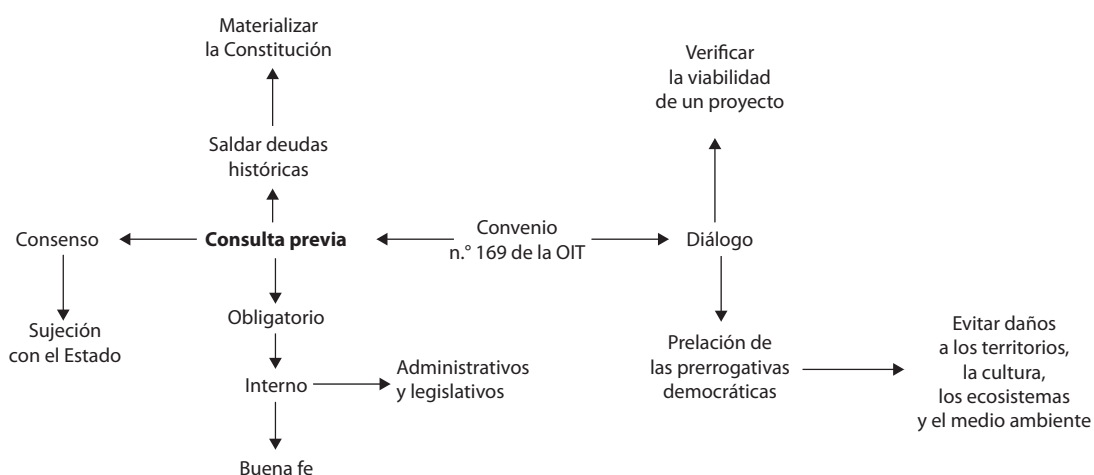 Materializar
la Constitución
Verificar
la viabilidad
de un proyecto
Saldar deudas
históricas
Consenso
Consulta previa
Convenio
n.° 169 de la OIT
Diálogo
Sujeción
con el Estado
Obligatorio
Interno
Administrativos
y legislativos
Buena fe
Prelación de
las prerrogativas
democráticas
Evitar daños
a los territorios,
la cultura,
los ecosistemas
y el medio ambiente